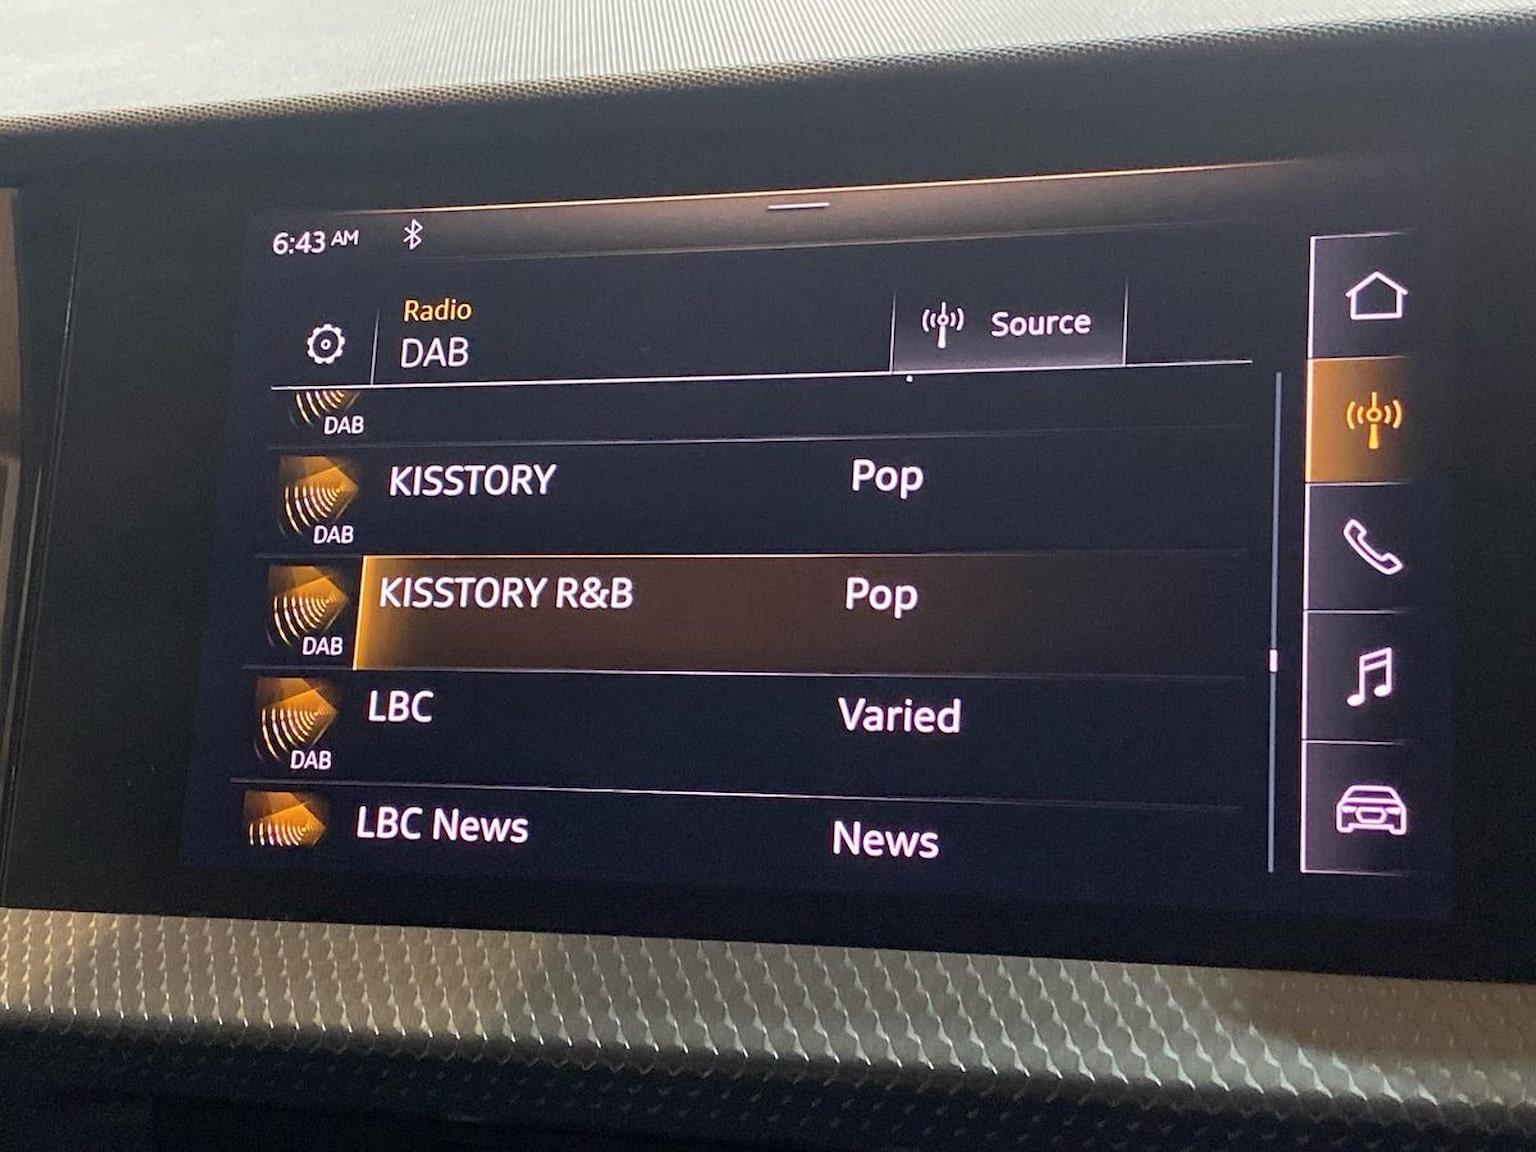 6:43 AM
Radio
DAB
Source
DAB
KISSTORY Pop
DAB
KISSTORY R&B Pop
DAB
LBC Varied
DAB
LBC News News